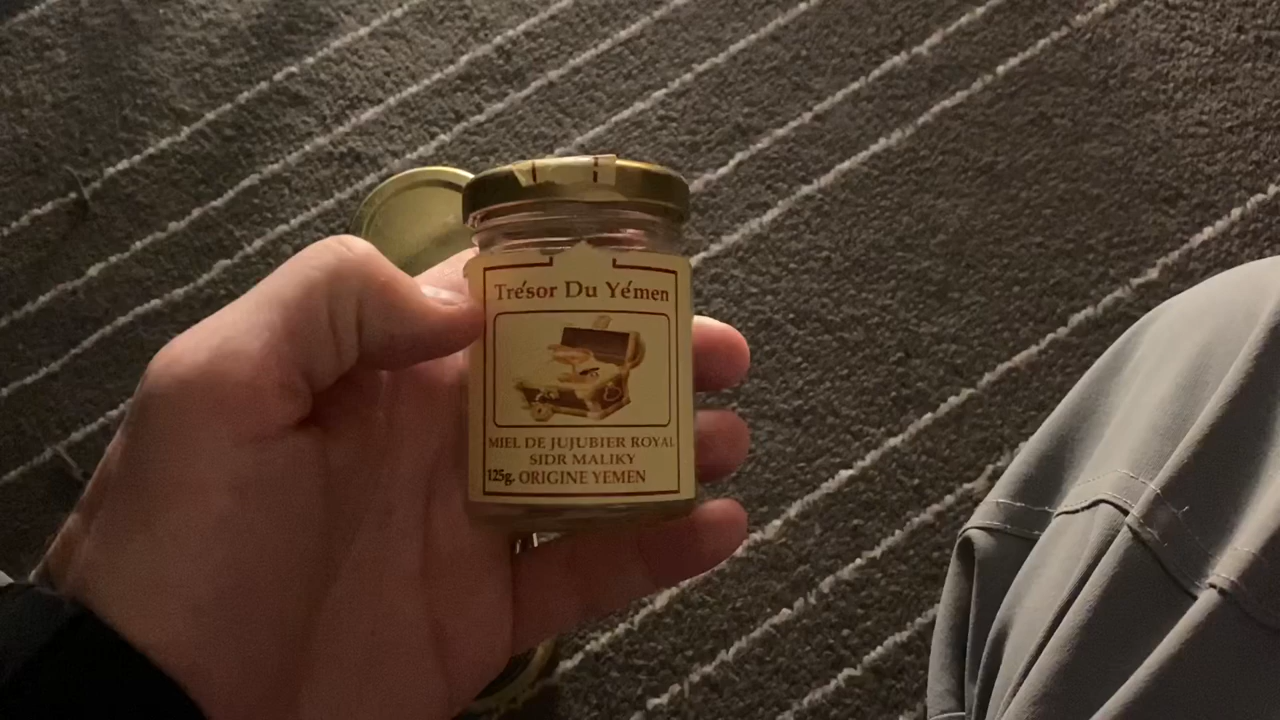 Trésor Du Yémen
MIEL DE JUJUBIER ROYAL
SIDR MALIKY
125g. ORIGINE YEMEN